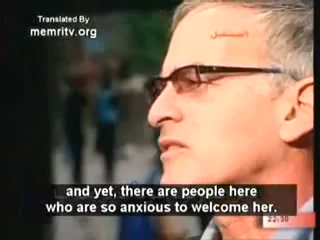 Translated By
memritv.org
المستقبل
and yet, there are people here
who are so anxious to welcome her.
22/30